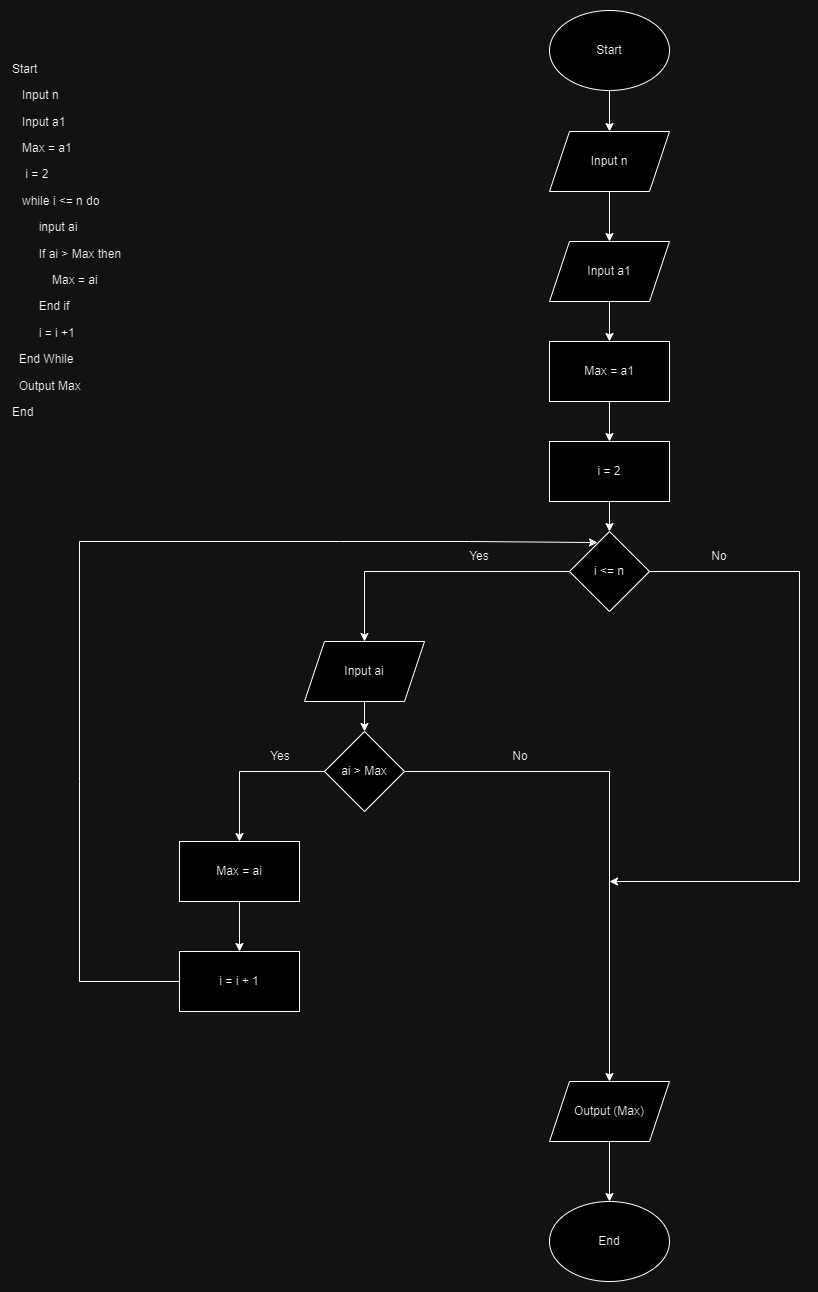 Start
Input n
Input a1
Max = a1
i = 2
while i <= n do
input ai
If ai > Max then
Max = ai
End if
i = i +1
End While
Output Max
End
Start
Input n
Input a1
Max = a1
i = 2
i <= n
Yes
No
Input ai
ai > Max
Yes
No
Max = ai
i = i + 1
Output (Max)
End